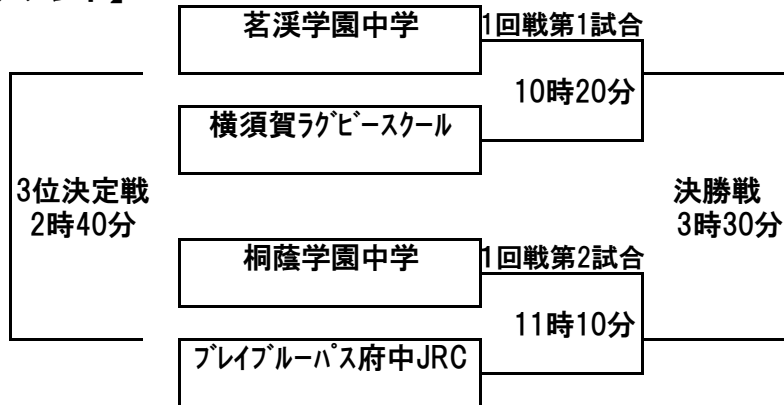 茗渓学園中学
1回戦第1試合
10時20分
横須賀ﾗｸﾞﾋﾞｰｽｸｰﾙ
3位決定戦
2時40分
決勝戦
3時30分
桐蔭学園中学
1回戦第2試合
11時10分
ﾌﾞﾚｲﾌﾞﾙｰﾊﾟｽ府中JRC